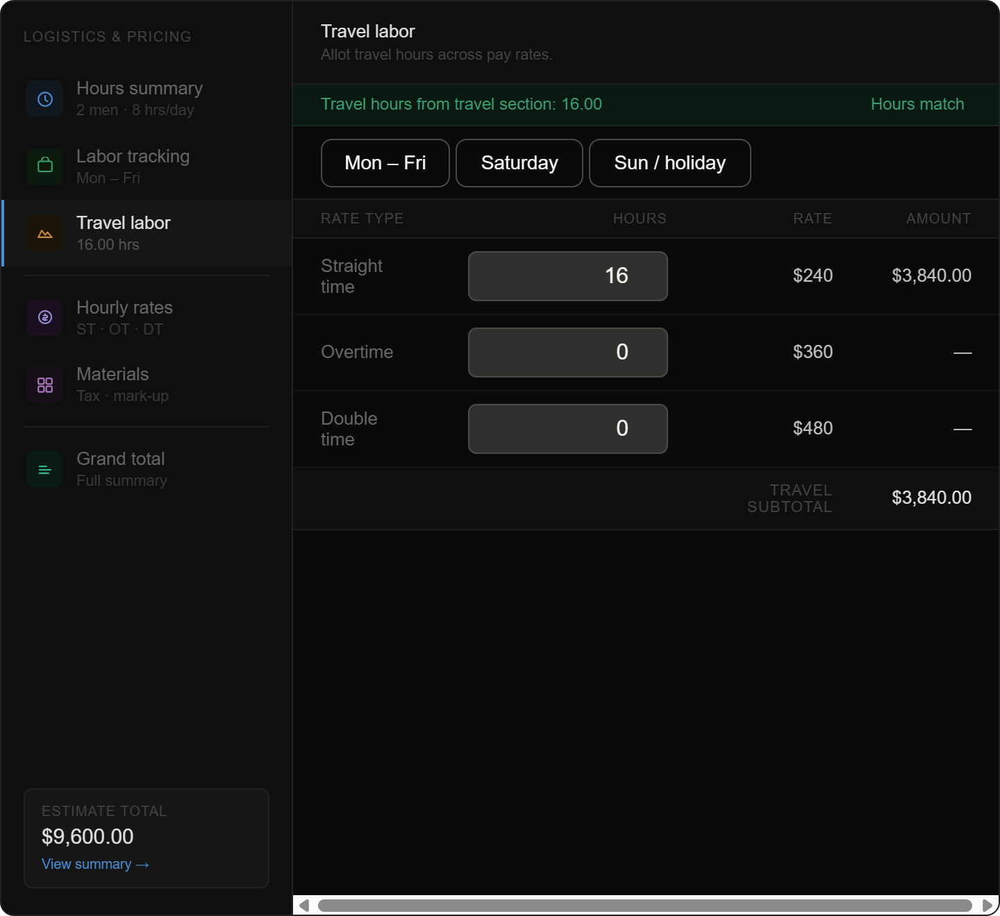 LOGISTICS & PRICING
Hours summary
2 men · 8 hrs/day
Labor tracking
Mon – Fri
Travel labor
16.00 hrs
Hourly rates
ST · OT · DT
Materials
Tax · mark-up
Grand total
Full summary
ESTIMATE TOTAL
$9,600.00
View summary →
Travel labor
Allot travel hours across pay rates.
Travel hours from travel section: 16.00 Hours match
Mon – Fri Saturday Sun / holiday
RATE TYPE HOURS RATE AMOUNT
Straight
time
16 $240 $3,840.00
Overtime 0 $360 —
Double
time
0 $480 —
TRAVEL
SUBTOTAL
$3,840.00